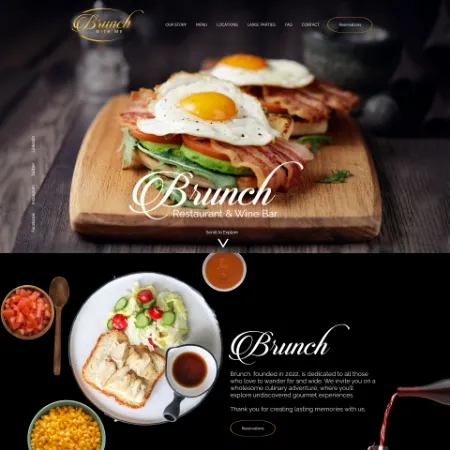 Brunch
WITH ME
OUR STORY MENU LOCATIONS LARGE PARTIES FAQ CONTACT Reservations
LinkedIn
Twitter
Instagram
Facebook
Brunch
Restaurant & Wine Bar
Scroll to Explore
Brunch
Brunch, founded in 2022, is dedicated to all those
who love to wander far and wide. We invite you on a
wholesome culinary adventure, where you'll
explore undiscovered gourmet experiences.
Thank you for creating lasting memories with us.
Reservations